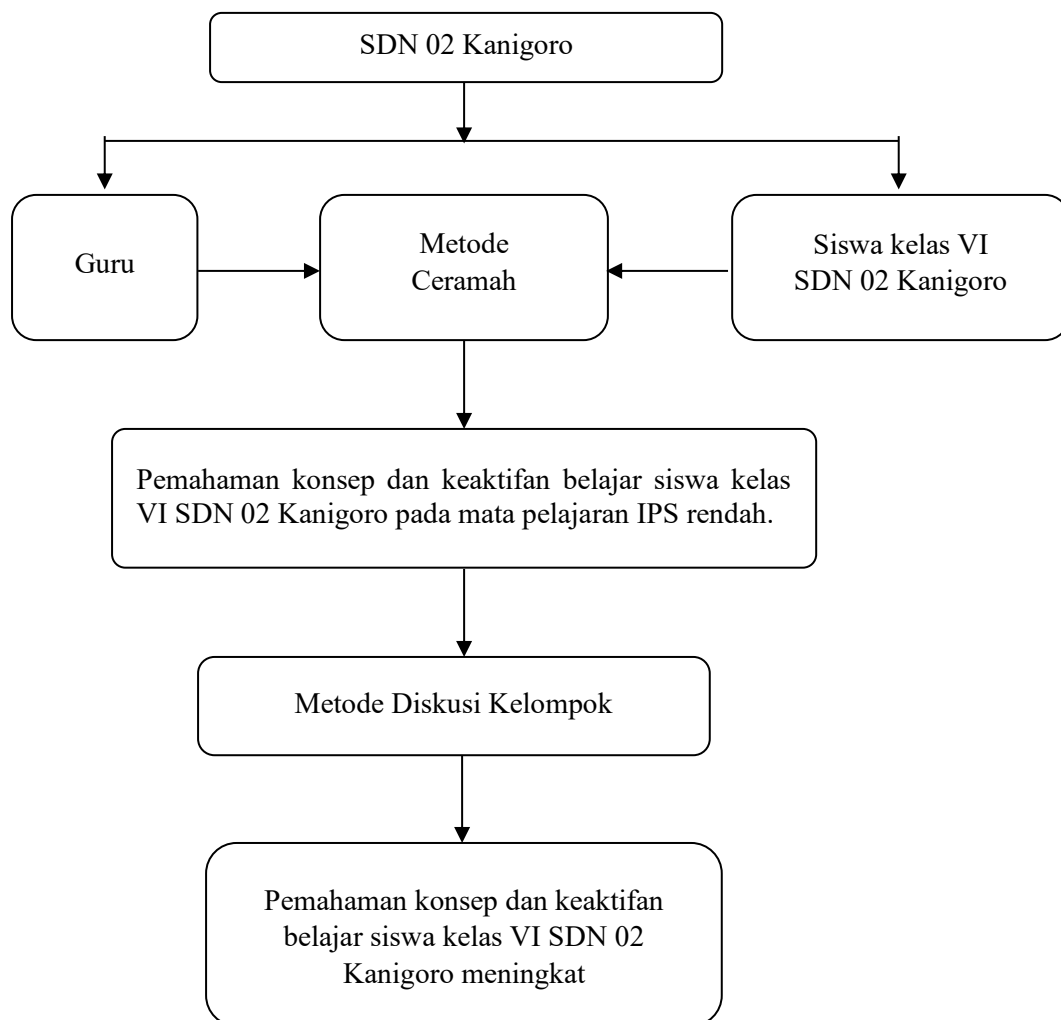 SDN 02 Kanigoro
Guru
Metode
Ceramah
Siswa kelas VI
SDN 02 Kanigoro
Pemahaman konsep dan keaktifan belajar siswa kelas
VI SDN 02 Kanigoro pada mata pelajaran IPS rendah.
Metode Diskusi Kelompok
Pemahaman konsep dan keaktifan
belajar siswa kelas VI SDN 02
Kanigoro meningkat